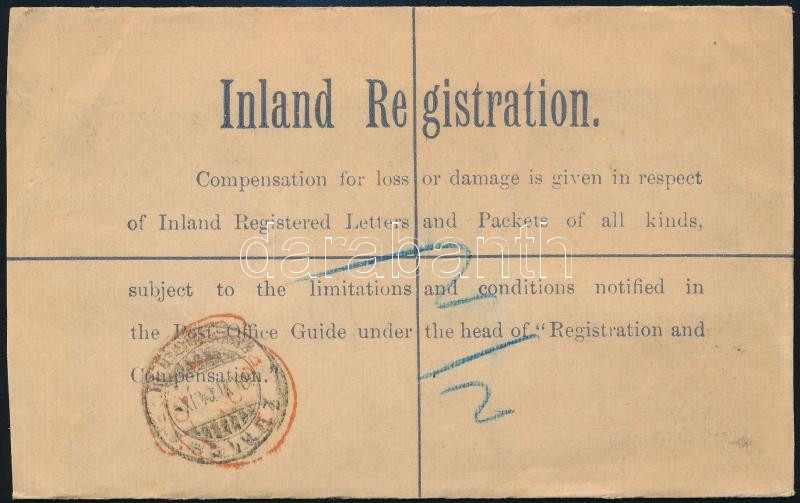 Inland Registration.
Compensation for loss or damage is given in respect
of Inland Registered Letters and Packets of all kinds,
darabanth
subject to the limitations and conditions notified in
the Post Office Guide under the head of "Registration and
Compensation."